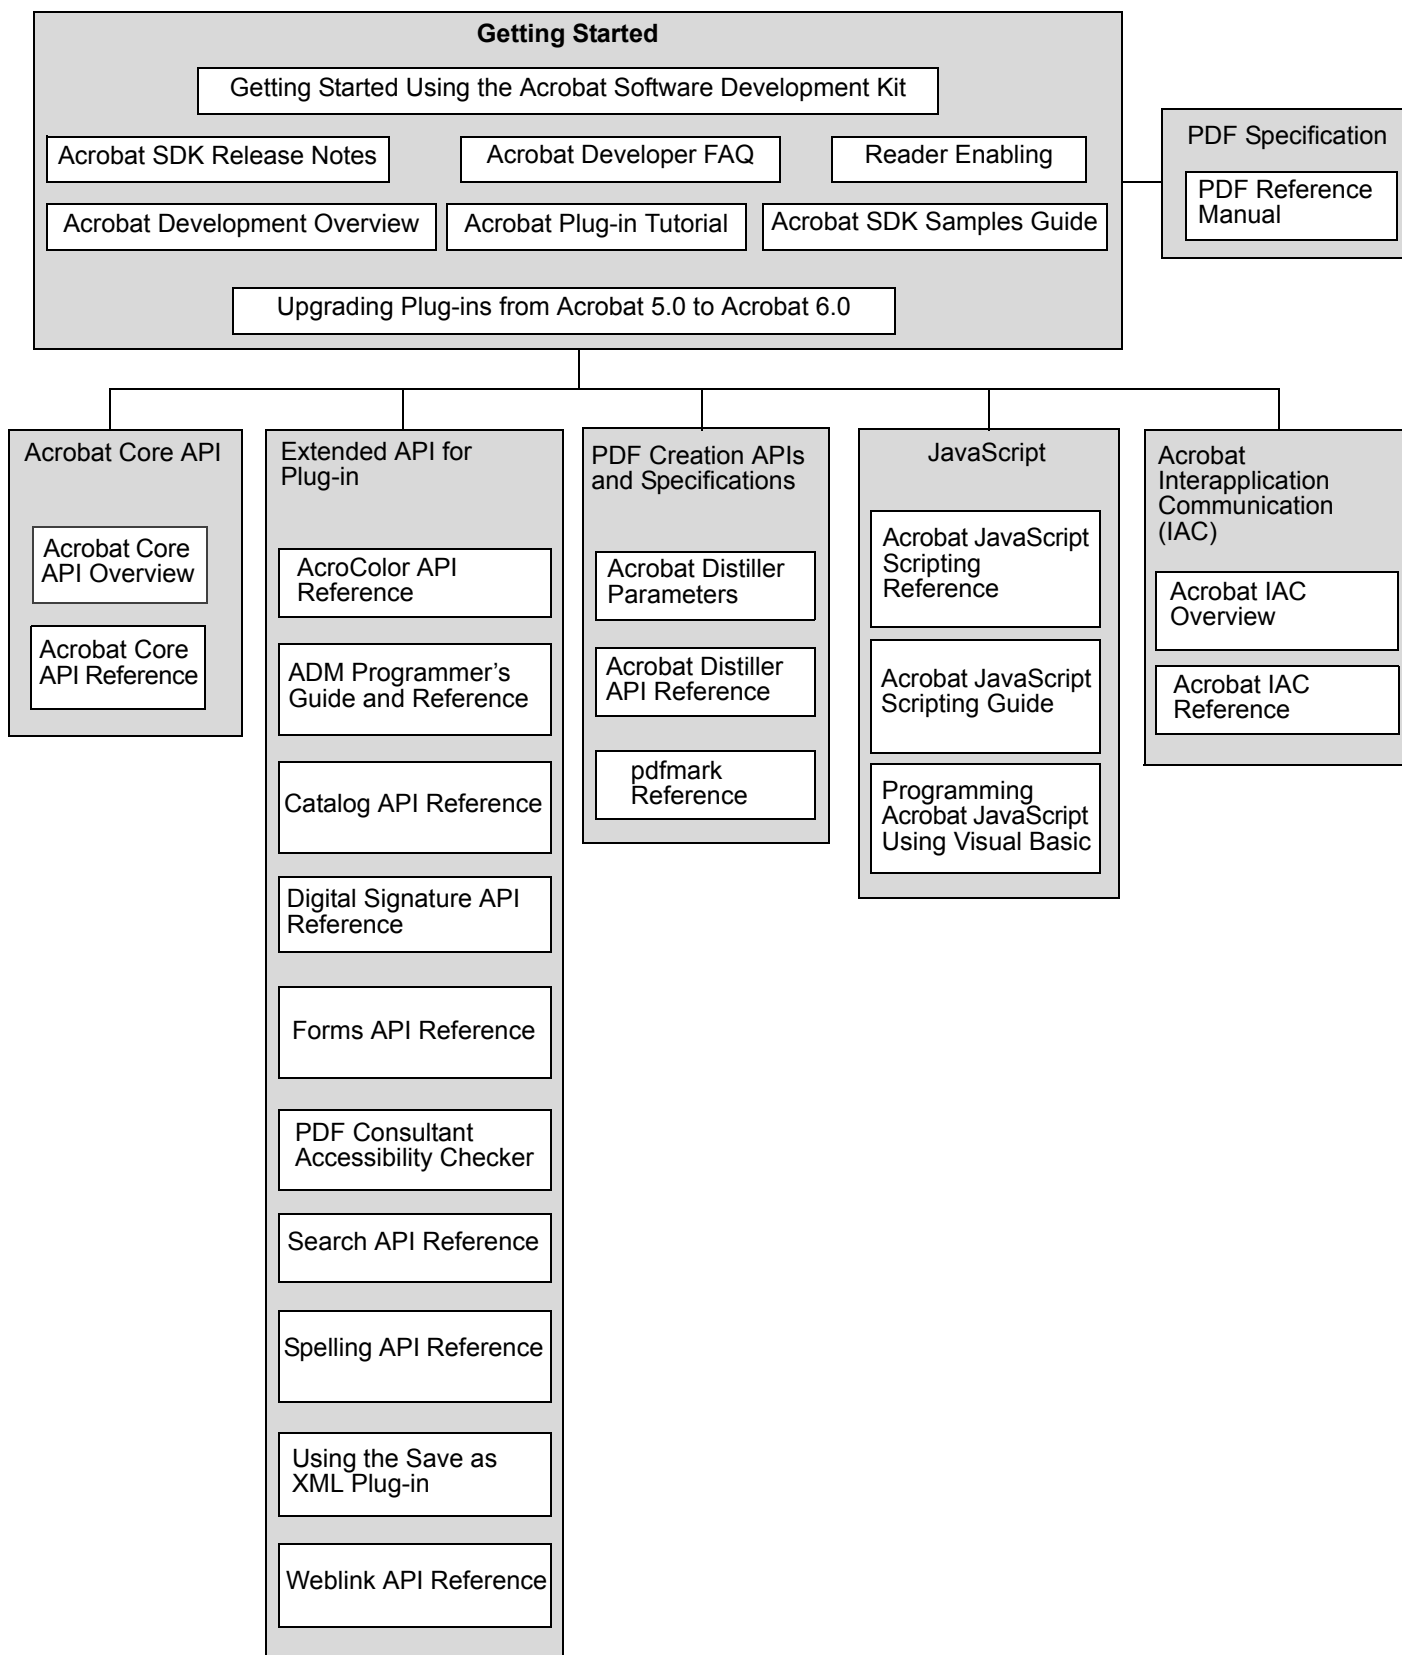 Getting Started
Getting Started Using the Acrobat Software Development Kit
Acrobat SDK Release Notes
Acrobat Developer FAQ
Reader Enabling
Acrobat Development Overview
Acrobat Plug-in Tutorial
Acrobat SDK Samples Guide
Upgrading Plug-ins from Acrobat 5.0 to Acrobat 6.0
PDF Specification
PDF Reference
Manual
Acrobat Core API
Acrobat Core
API Overview
Acrobat Core
API Reference
Extended API for
Plug-in
AcroColor API
Reference
ADM Programmer’s
Guide and Reference
Catalog API Reference
Digital Signature API
Reference
Forms API Reference
PDF Consultant
Accessibility Checker
Search API Reference
Spelling API Reference
Using the Save as
XML Plug-in
Weblink API Reference
PDF Creation APIs
and Specifications
Acrobat Distiller
Parameters
Acrobat Distiller
API Reference
pdfmark
Reference
JavaScript
Acrobat JavaScript
Scripting
Reference
Acrobat JavaScript
Scripting Guide
Programming
Acrobat JavaScript
Using Visual Basic
Acrobat
Interapplication
Communication
(IAC)
Acrobat IAC
Overview
Acrobat IAC
Reference